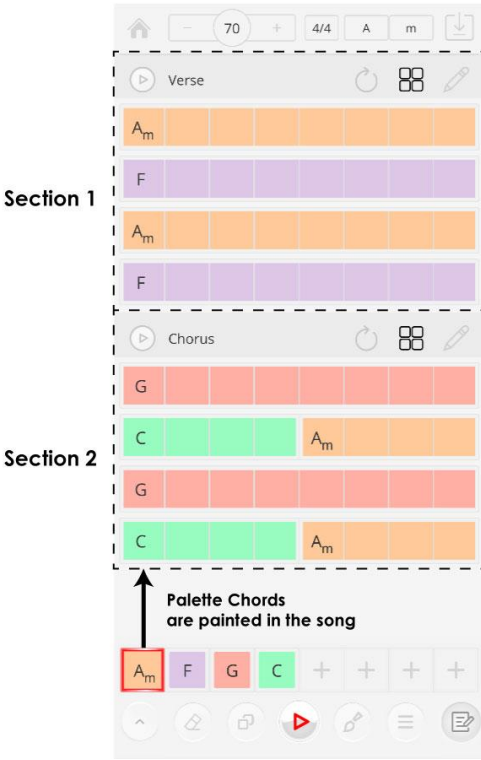 − 70 + 4/4 A m
Verse
Am
F
Section 1
Am
F
Chorus
G
C Am
Section 2
G
C Am
Palette Chords
are painted in the song
Am F G C + + + +